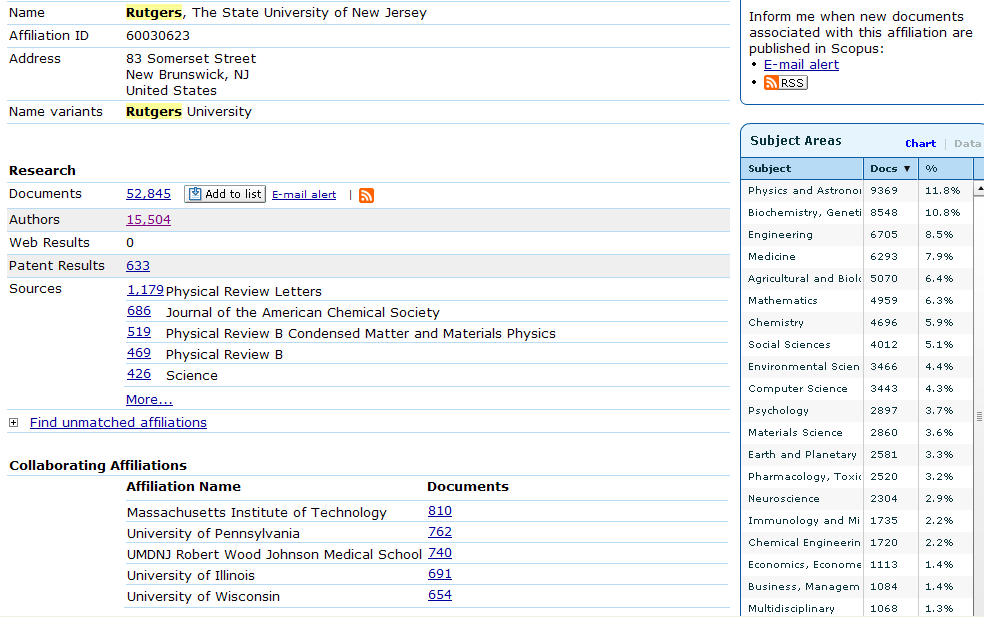 Name Rutgers, The State University of New Jersey
Affiliation ID 60030623
Address 83 Somerset Street
New Brunswick, NJ
United States
Name variants Rutgers University
Research
Documents 52,845 Add to list E-mail alert |
Authors 15,504
Web Results 0
Patent Results 633
Sources 1,179 Physical Review Letters
686 Journal of the American Chemical Society
519 Physical Review B Condensed Matter and Materials Physics
469 Physical Review B
426 Science
More...
Find unmatched affiliations
Collaborating Affiliations
Affiliation Name Documents
Massachusetts Institute of Technology 810
University of Pennsylvania 762
UMDNJ Robert Wood Johnson Medical School 740
University of Illinois 691
University of Wisconsin 654
Inform me when new documents
associated with this affiliation are
published in Scopus:
• E-mail alert
• RSS
Subject Areas Chart | Data
Subject Docs ▼ %
Physics and Astronor 9369 11.8%
Biochemistry, Geneti 8548 10.8%
Engineering 6705 8.5%
Medicine 6293 7.9%
Agricultural and Biolo 5070 6.4%
Mathematics 4959 6.3%
Chemistry 4696 5.9%
Social Sciences 4012 5.1%
Environmental Scien 3466 4.4%
Computer Science 3443 4.3%
Psychology 2897 3.7%
Materials Science 2860 3.6%
Earth and Planetary 2581 3.3%
Pharmacology, Toxic 2520 3.2%
Neuroscience 2304 2.9%
Immunology and Mi 1735 2.2%
Chemical Engineerin 1720 2.2%
Economics, Econome 1113 1.4%
Business, Managem 1084 1.4%
Multidisciplinary 1068 1.3%